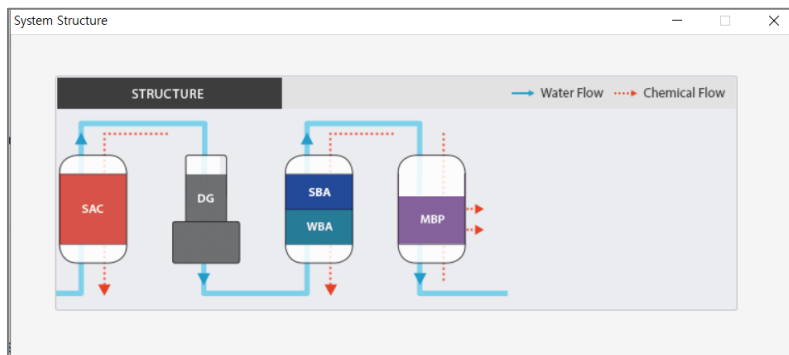 System Structure
STRUCTURE
Water Flow
Chemical Flow
SAC
DG
SBA
WBA
MBP